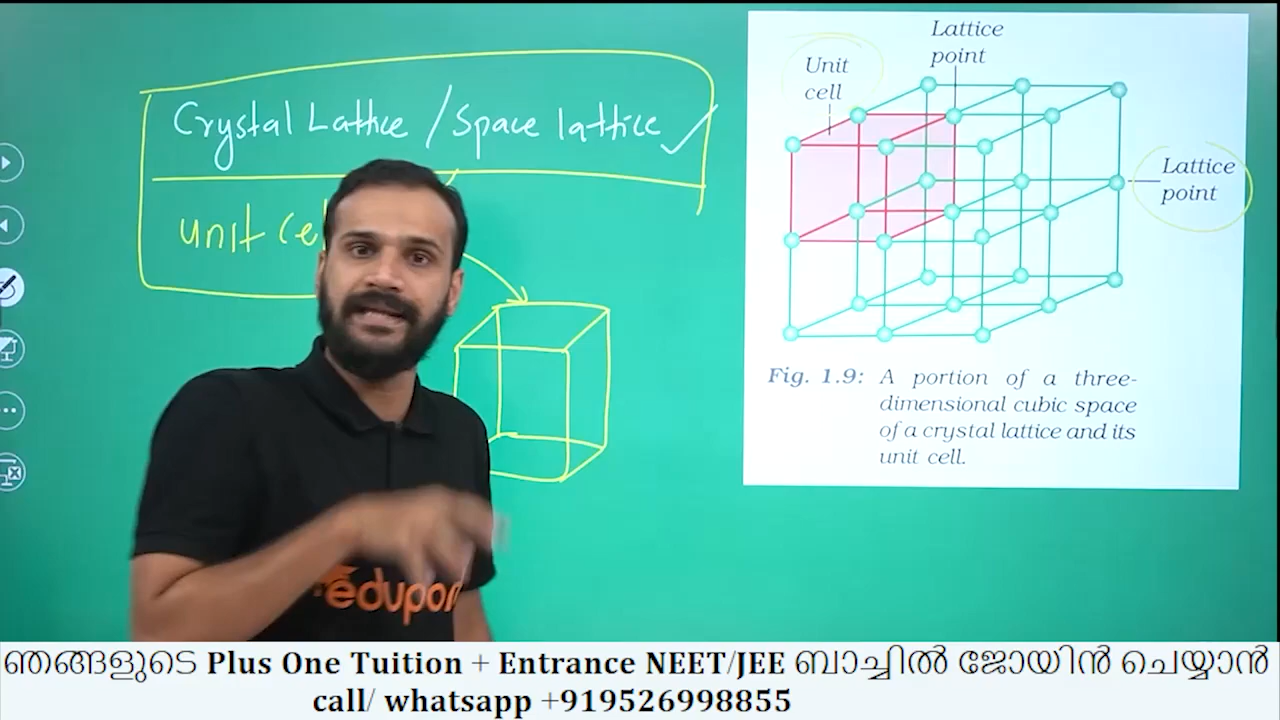 Crystal Lattice / Space lattice
unit cel
Unit
cell
Lattice
point
Lattice
point
Fig. 1.9: A portion of a three-
dimensional cubic space
of a crystal lattice and its
unit cell.
edupor
ഞങ്ങളുടെ Plus One Tuition + Entrance NEET/JEE ബാച്ചിൽ ജോയിൻ ചെയ്യാൻ
call/ whatsapp +919526998855